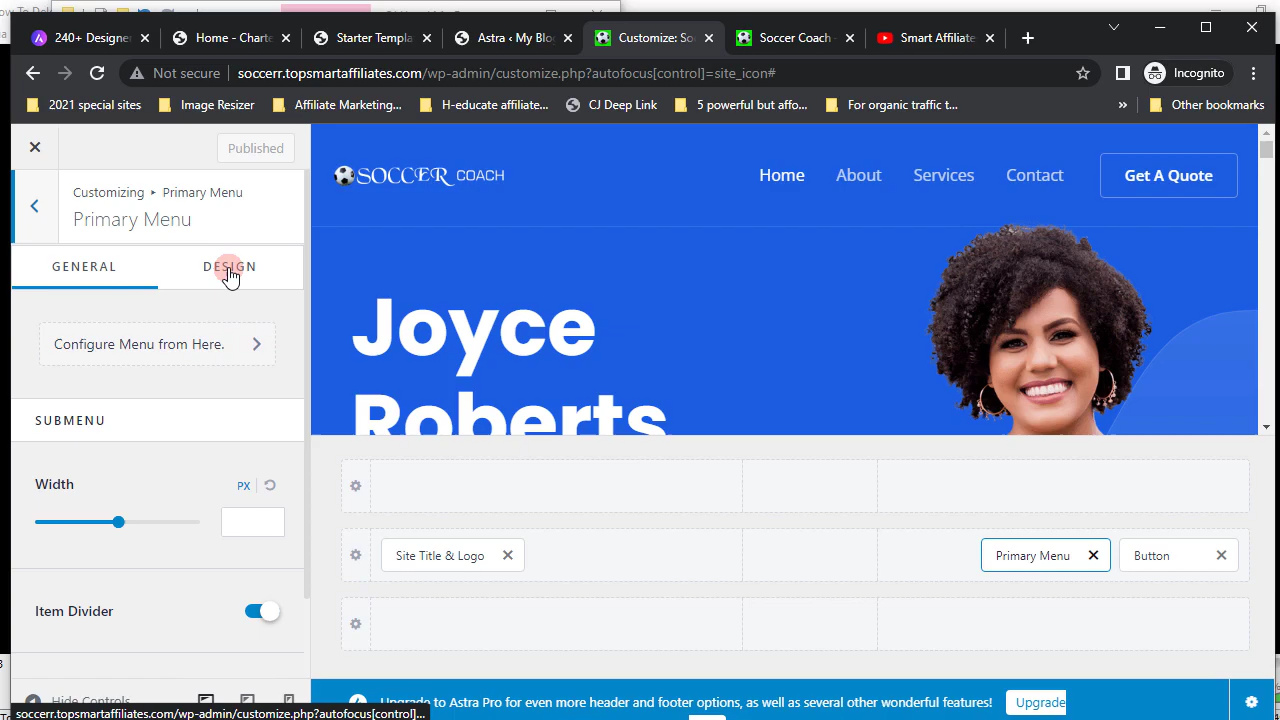 240+ Designer
Home - Charte
Starter Templa
Astra ‹ My Blo
Customize: So
Soccer Coach -
Smart Affiliate
Not secure
soccerr.topsmartaffiliates.com/wp-admin/customize.php?autofocus[control]=site_icon#
Incognito
2021 special sites
Image Resizer
Affiliate Marketing...
H-educate affiliate...
CJ Deep Link
5 powerful but affo...
For organic traffic t...
»
Other bookmarks
Published
Customizing ▸ Primary Menu
Primary Menu
GENERAL
DESIGN
Configure Menu from Here.
SUBMENU
Width
PX
Item Divider
Hide Controls
soccerr.topsmartaffiliates.com/wp-admin/customize.php?autofocus[control]...
SOCCER COACH
Home
About
Services
Contact
Get A Quote
Joyce
Roberts
Site Title & Logo
Primary Menu
Button
Upgrade to Astra Pro for even more header and footer options, as well as several other wonderful features!
Upgrade